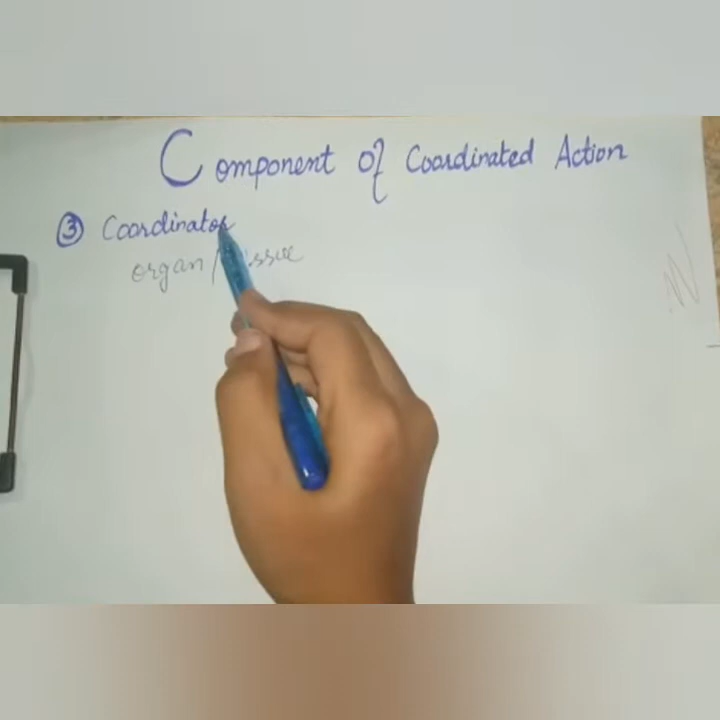 Component of Coordinated Action
③ Coordinator
organ / tissue